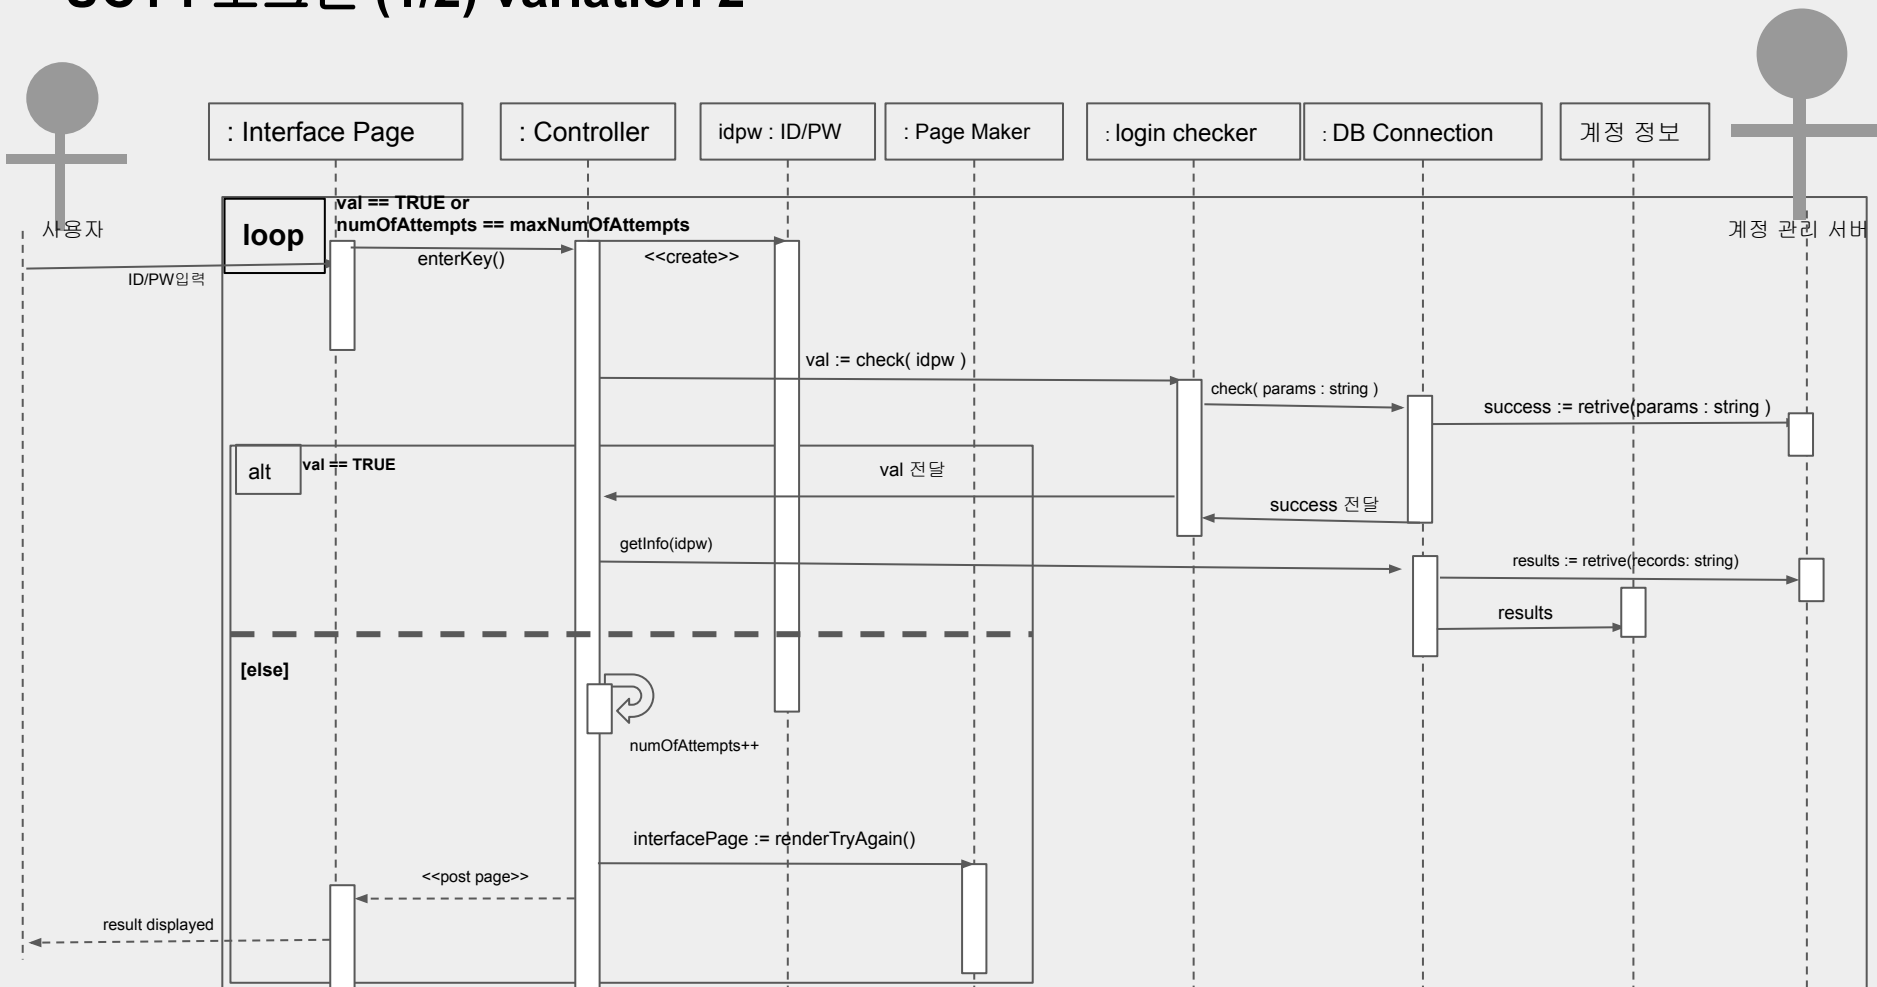 (1/2) variation 2
: Interface Page
: Controller
idpw : ID/PW
: Page Maker
: login checker
: DB Connection
계정 정보
사용자
계정 관리 서버
loop
val == TRUE or
numOfAttempts == maxNumOfAttempts
enterKey()
<<create>>
ID/PW입력
val := check( idpw )
check( params : string )
success := retrive(params : string )
alt
val == TRUE
val 전달
success 전달
getInfo(idpw)
results := retrive(records: string)
results
[else]
numOfAttempts++
interfacePage := renderTryAgain()
<<post page>>
result displayed